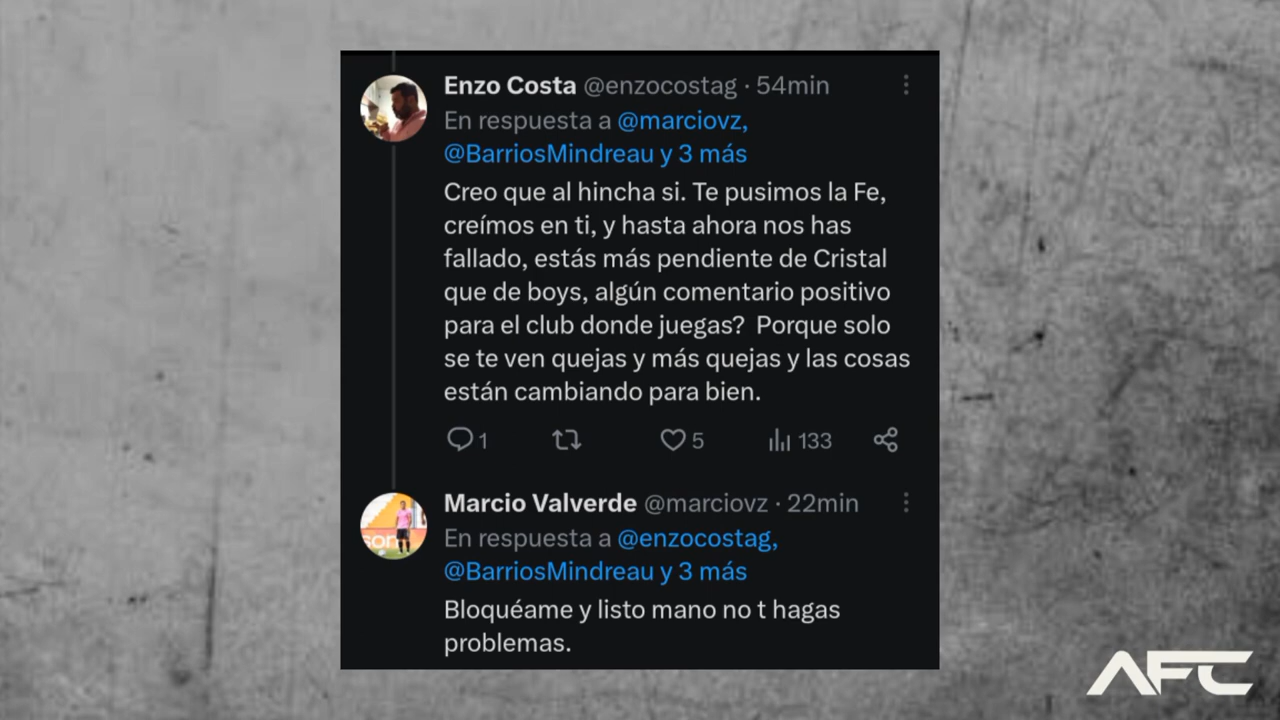 Enzo Costa @enzocostag · 54min
En respuesta a @marciovz,
@BarriosMindreau y 3 más
Creo que al hincha si. Te pusimos la Fe,
creímos en ti, y hasta ahora nos has
fallado, estás más pendiente de Cristal
que de boys, algún comentario positivo
para el club donde juegas?  Porque solo
se te ven quejas y más quejas y las cosas
están cambiando para bien.
1 5 133
Marcio Valverde @marciovz · 22min
En respuesta a @enzocostag,
@BarriosMindreau y 3 más
Bloquéame y listo mano no t hagas
problemas.
son
AFC